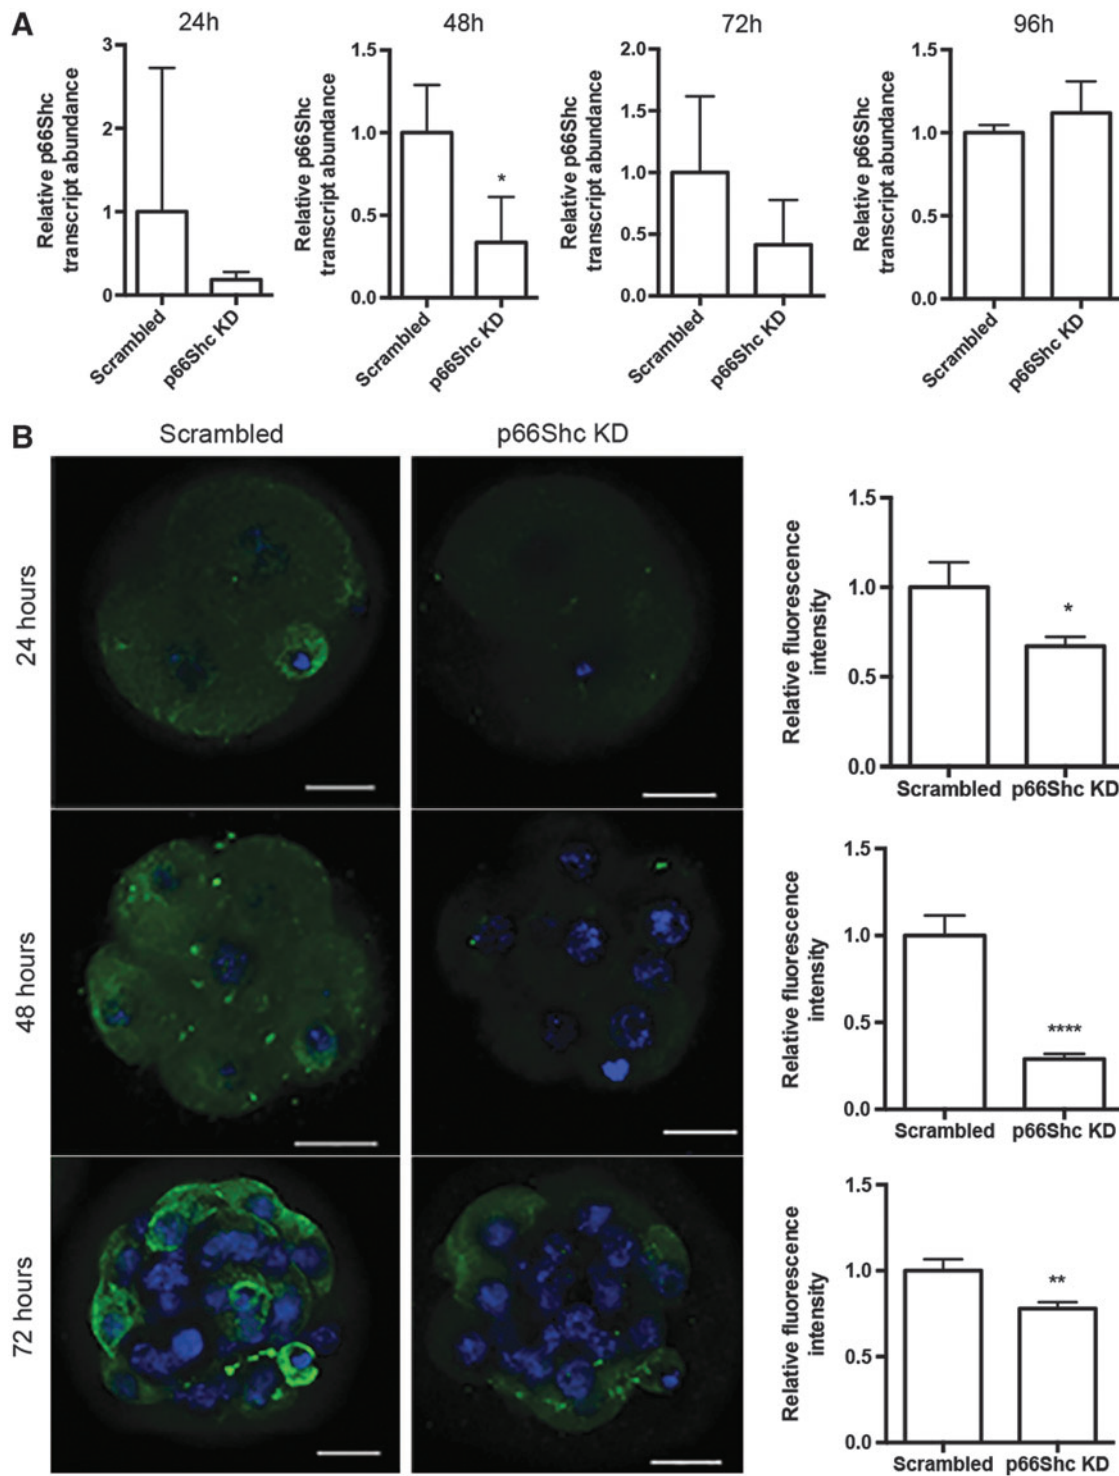 A
24h
48h
72h
96h
Relative p66Shc
transcript abundance
3
2
1
0
Scrambled
p66Shc KD
Relative p66Shc
transcript abundance
1.5
1.0
0.5
0.0
*
Scrambled
p66Shc KD
Relative p66Shc
transcript abundance
2.0
1.5
1.0
0.5
0.0
Scrambled
p66Shc KD
Relative p66Shc
transcript abundance
1.5
1.0
0.5
0.0
Scrambled
p66Shc KD
B
Scrambled
p66Shc KD
24 hours
Relative fluorescence
intensity
1.5
1.0
0.5
0.0
*
Scrambled
p66Shc KD
48 hours
Relative fluorescence
intensity
1.5
1.0
0.5
0.0
****
Scrambled
p66Shc KD
72 hours
Relative fluorescence
intensity
1.5
1.0
0.5
0.0
**
Scrambled
p66Shc KD